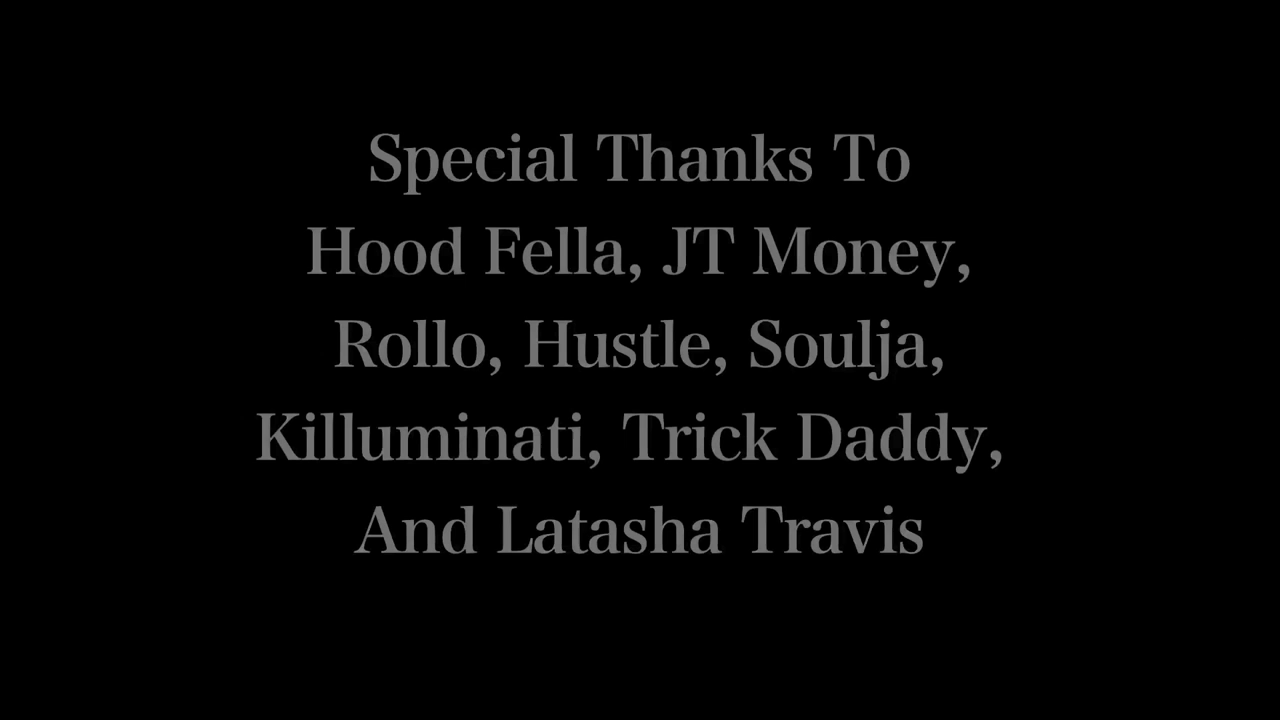 Special Thanks To
Hood Fella, JT Money,
Rollo, Hustle, Soulja,
Killuminati, Trick Daddy,
And Latasha Travis